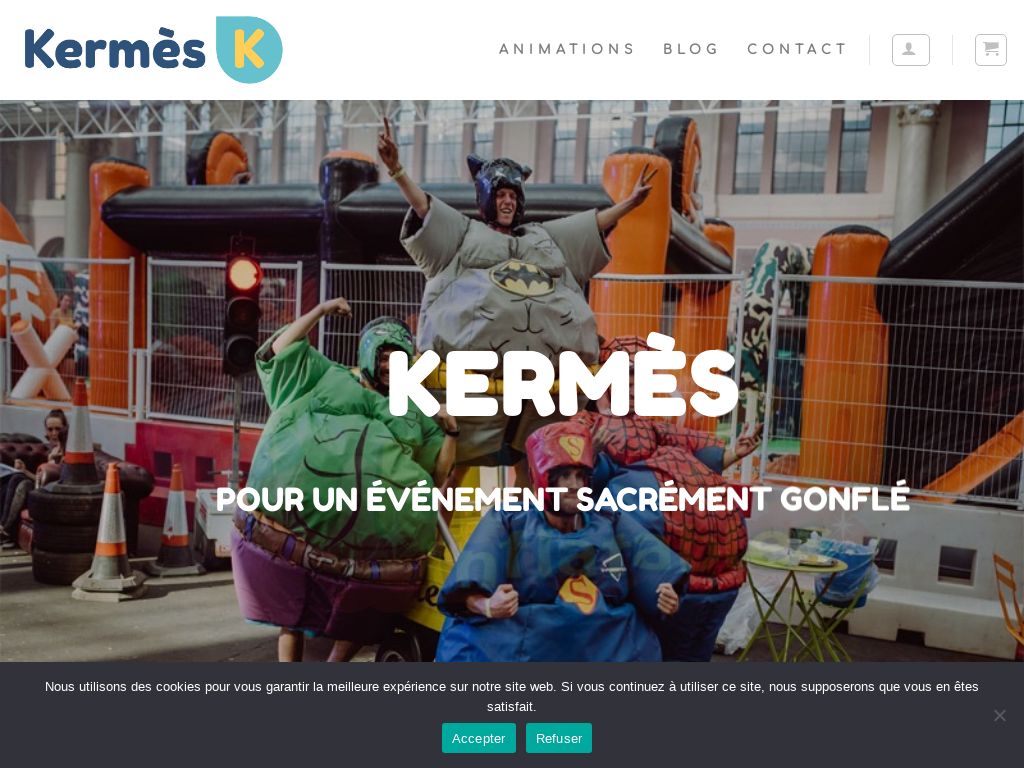 Kermès K
ANIMATIONS BLOG CONTACT
KERMÈS
POUR UN ÉVÉNEMENT SACRÉMENT GONFLÉ
Nous utilisons des cookies pour vous garantir la meilleure expérience sur notre site web. Si vous continuez à utiliser ce site, nous supposerons que vous en êtes
satisfait.
Accepter Refuser